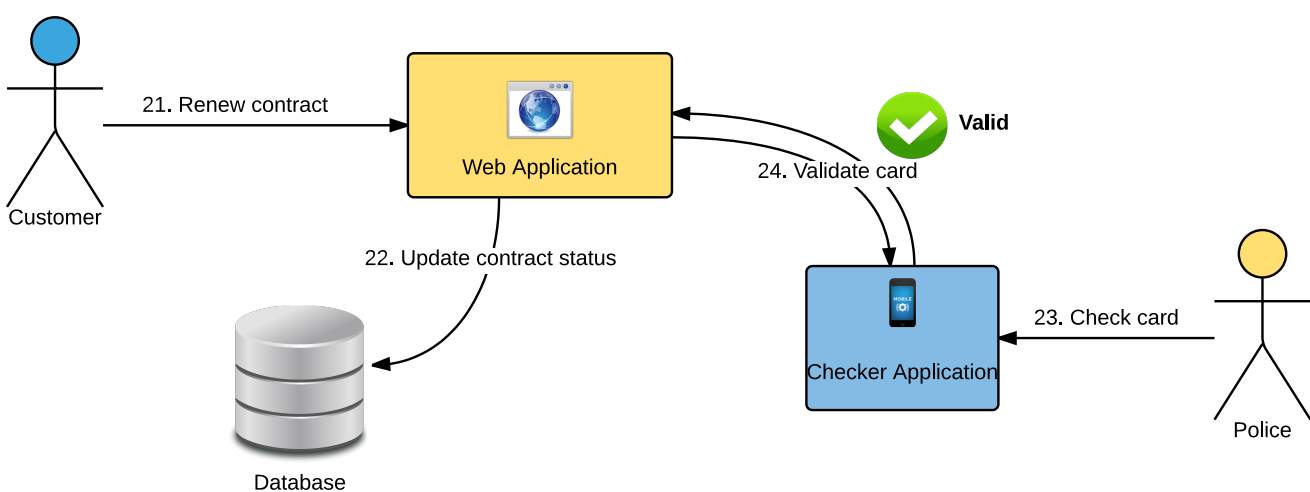 21. Renew contract
Valid
Web Application
24. Validate card
Customer
22. Update contract status
MOBILE
23. Check card
Checker Application
Police
Database